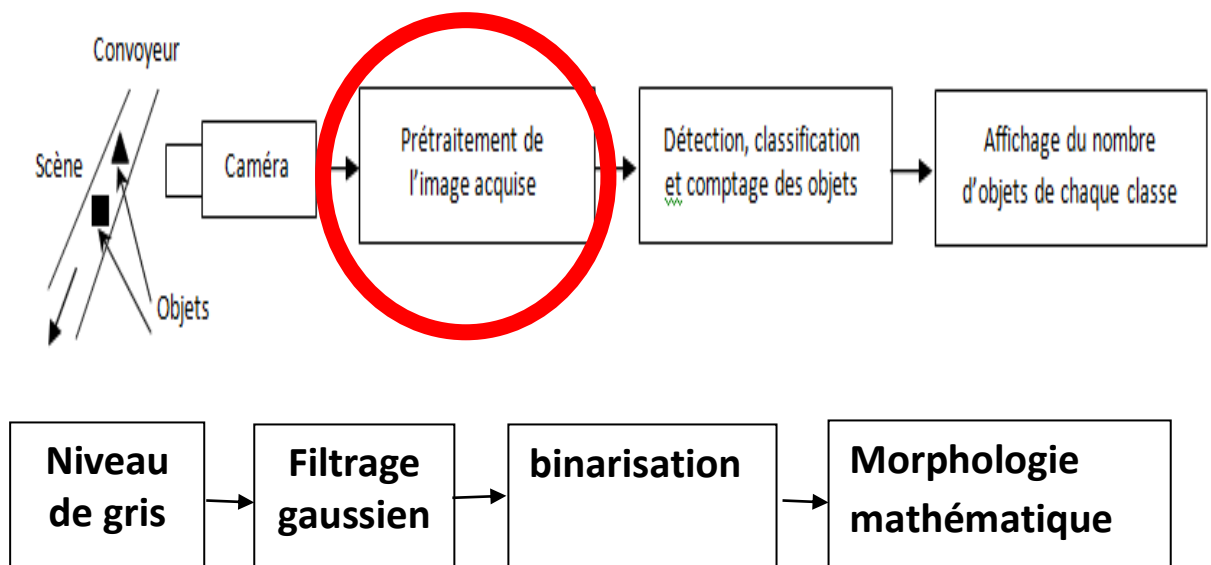 Convoyeur
Scène
Objets
Caméra
Prétraitement de
l'image acquise
Détection, classification
et comptage des objets
Affichage du nombre
d'objets de chaque classe
Niveau
de gris
Filtrage
gaussien
binarisation
Morphologie
mathématique